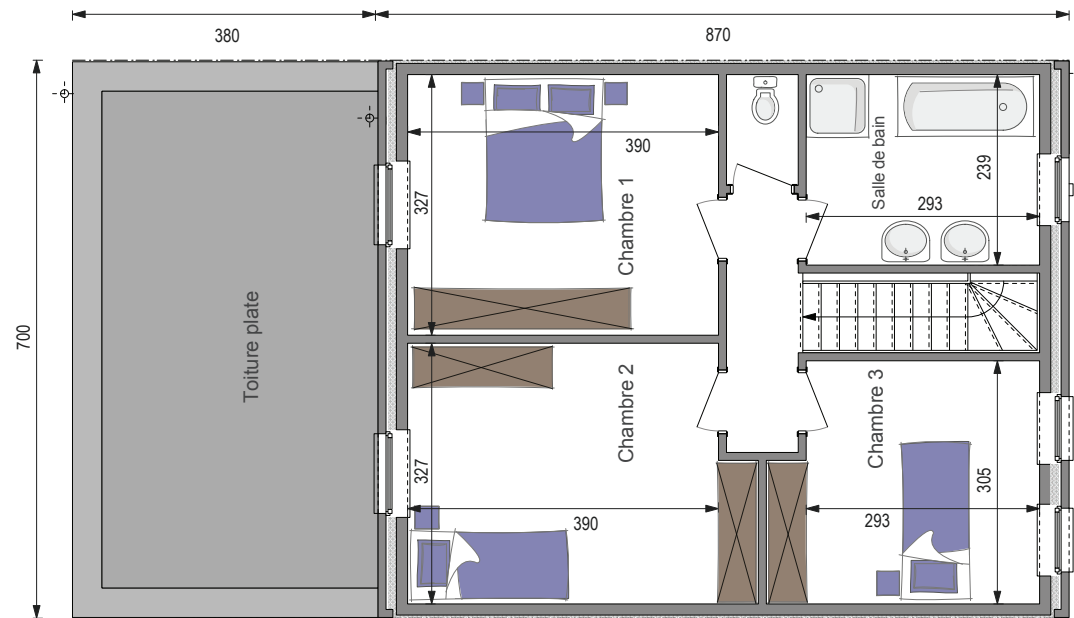 380
870
700
Toiture plate
390
327
Chambre 1
Salle de bain
239
293
Chambre 2
327
390
Chambre 3
305
293